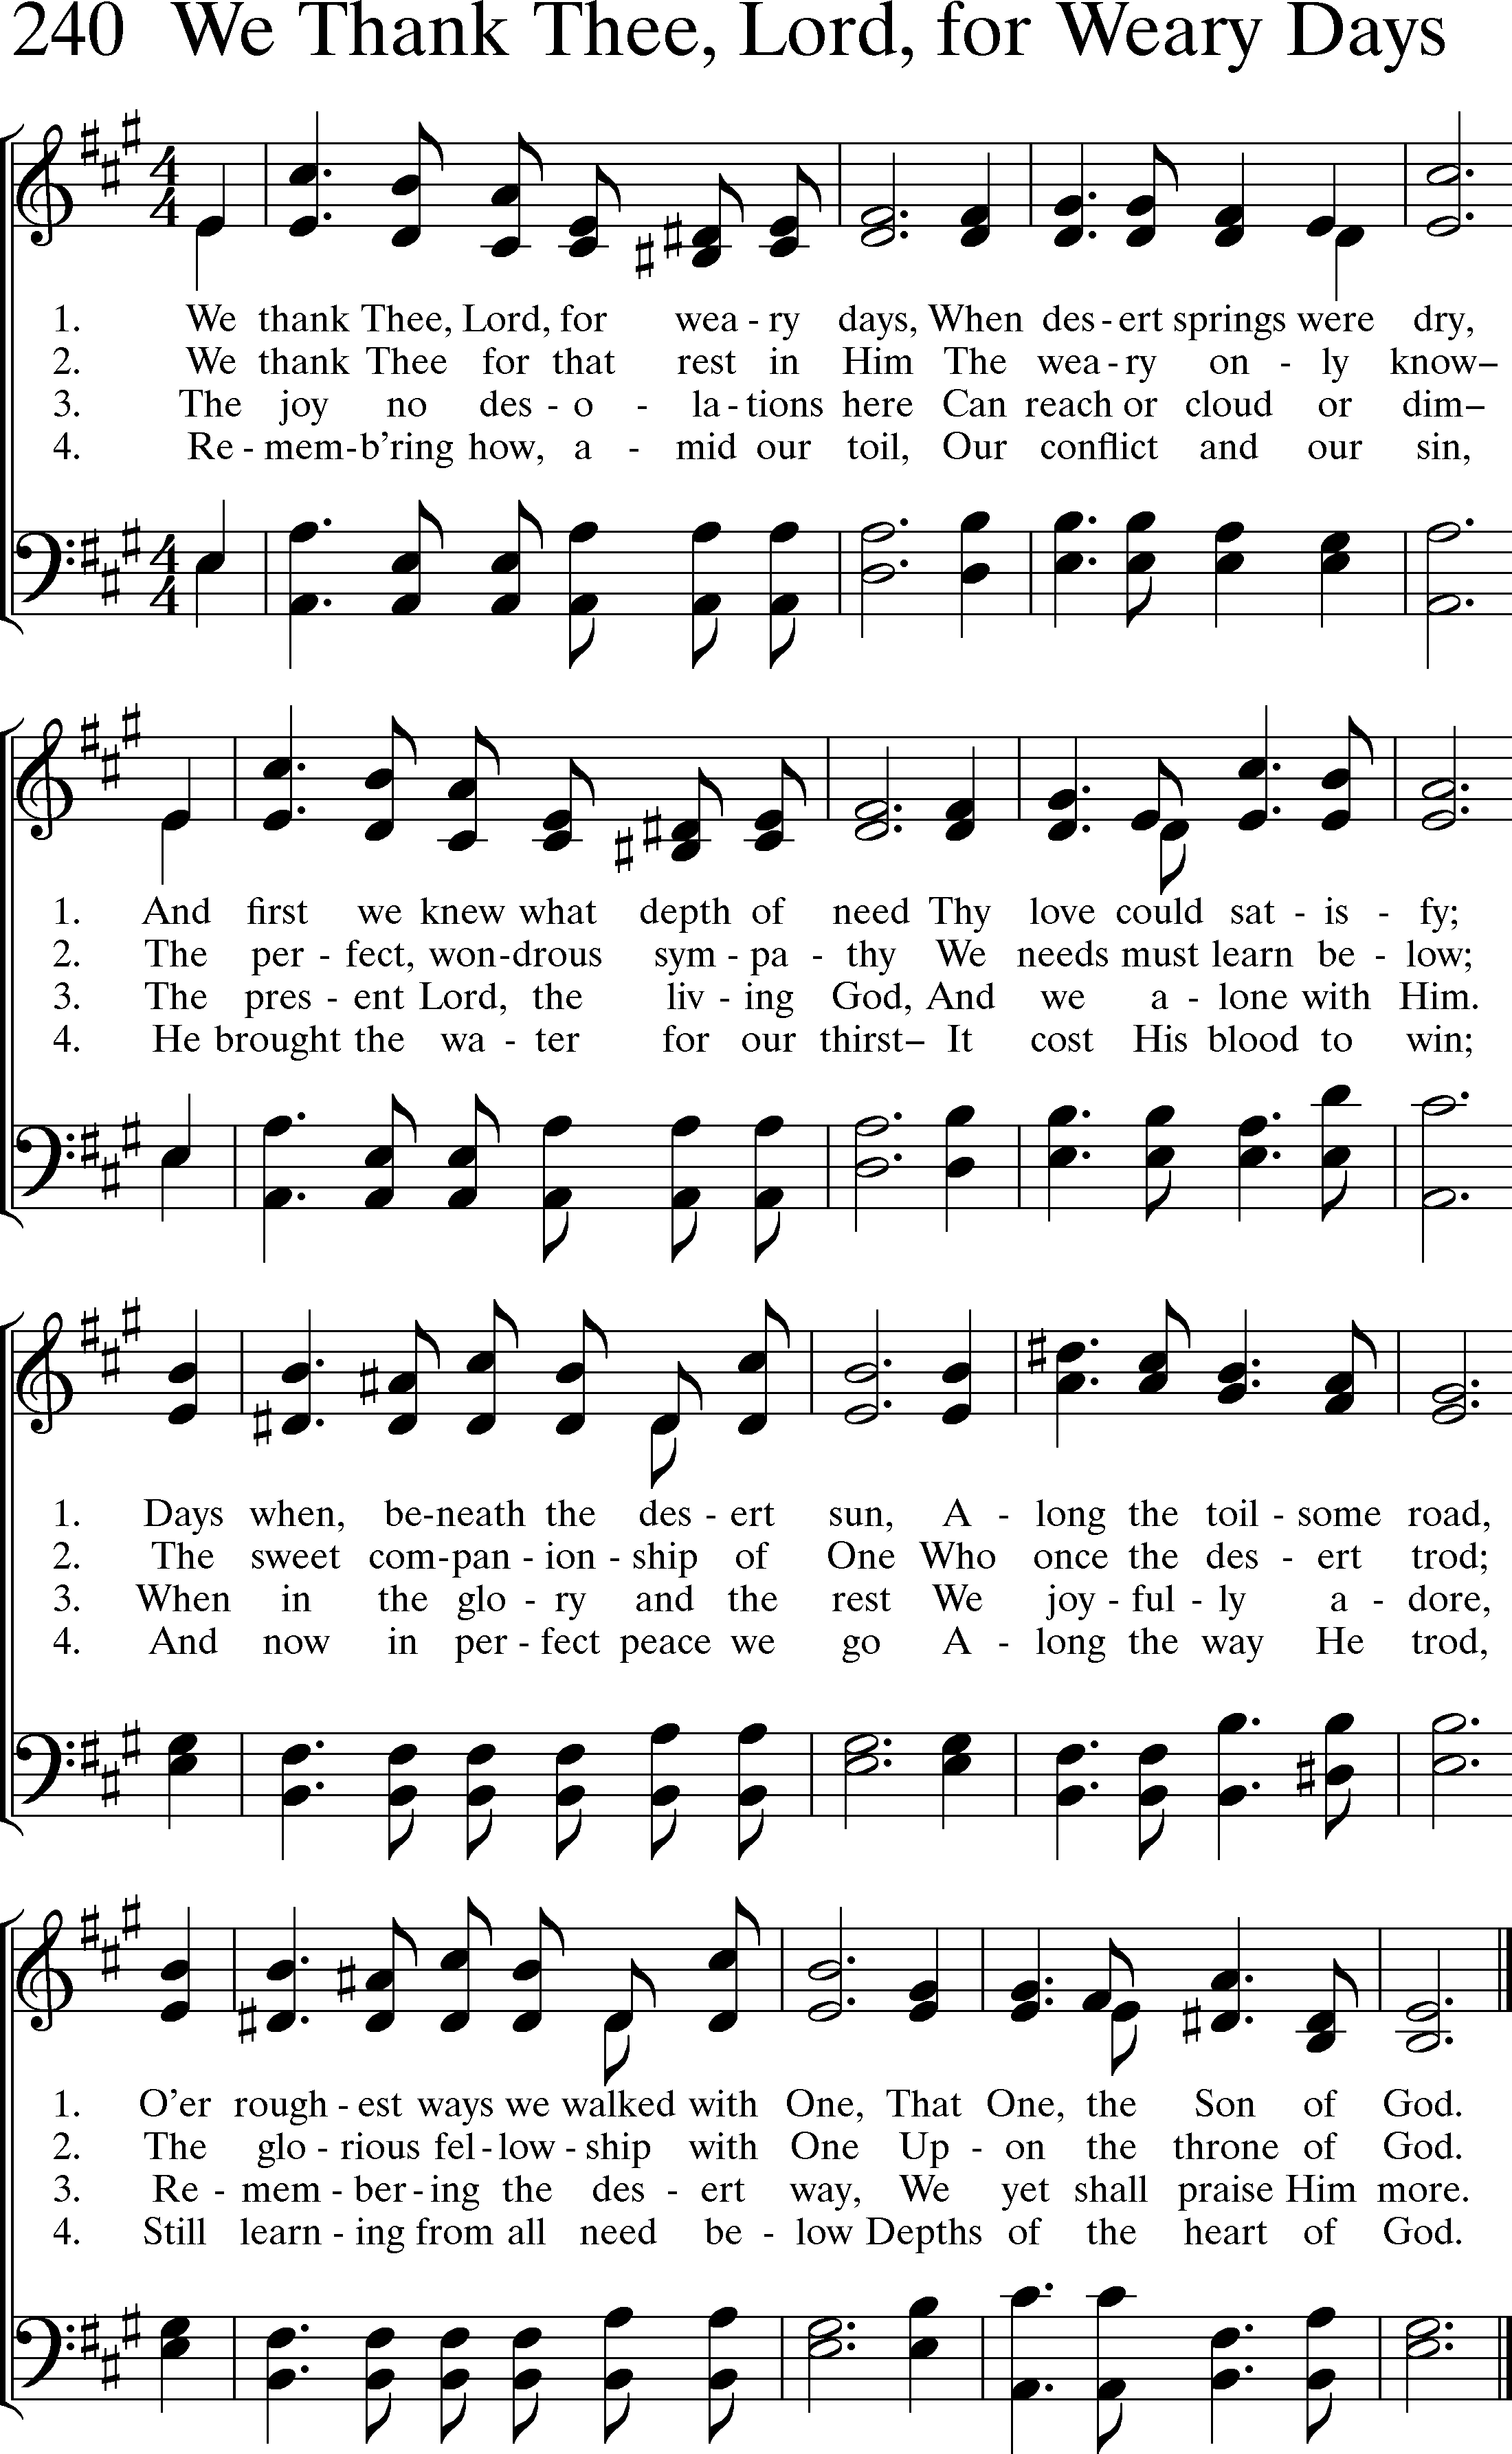 240 We Thank Thee, Lord, for Weary Days
4
4
1. We thank Thee, Lord, for wea - ry days, When des - ert springs were dry,
2. We thank Thee for that rest in Him The wea - ry on - ly know–
3. The joy no des - o - la - tions here Can reach or cloud or dim–
4. Re - mem - b’ring how, a - mid our toil, Our conflict and our sin,
4
4
1. And first we knew what depth of need Thy love could sat - is - fy;
2. The per - fect, won - drous sym - pa - thy We needs must learn be - low;
3. The pres - ent Lord, the liv - ing God, And we a - lone with Him.
4. He brought the wa - ter for our thirst– It cost His blood to win;
1. Days when, be - neath the des - ert sun, A - long the toil - some road,
2. The sweet com - pan - ion - ship of One Who once the des - ert trod;
3. When in the glo - ry and the rest We joy - ful - ly a - dore,
4. And now in per - fect peace we go A - long the way He trod,
1. O’er rough - est ways we walked with One, That One, the Son of God.
2. The glo - rious fel - low - ship with One Up - on the throne of God.
3. Re - mem - ber - ing the des - ert way, We yet shall praise Him more.
4. Still learn - ing from all need be - low Depths of the heart of God.